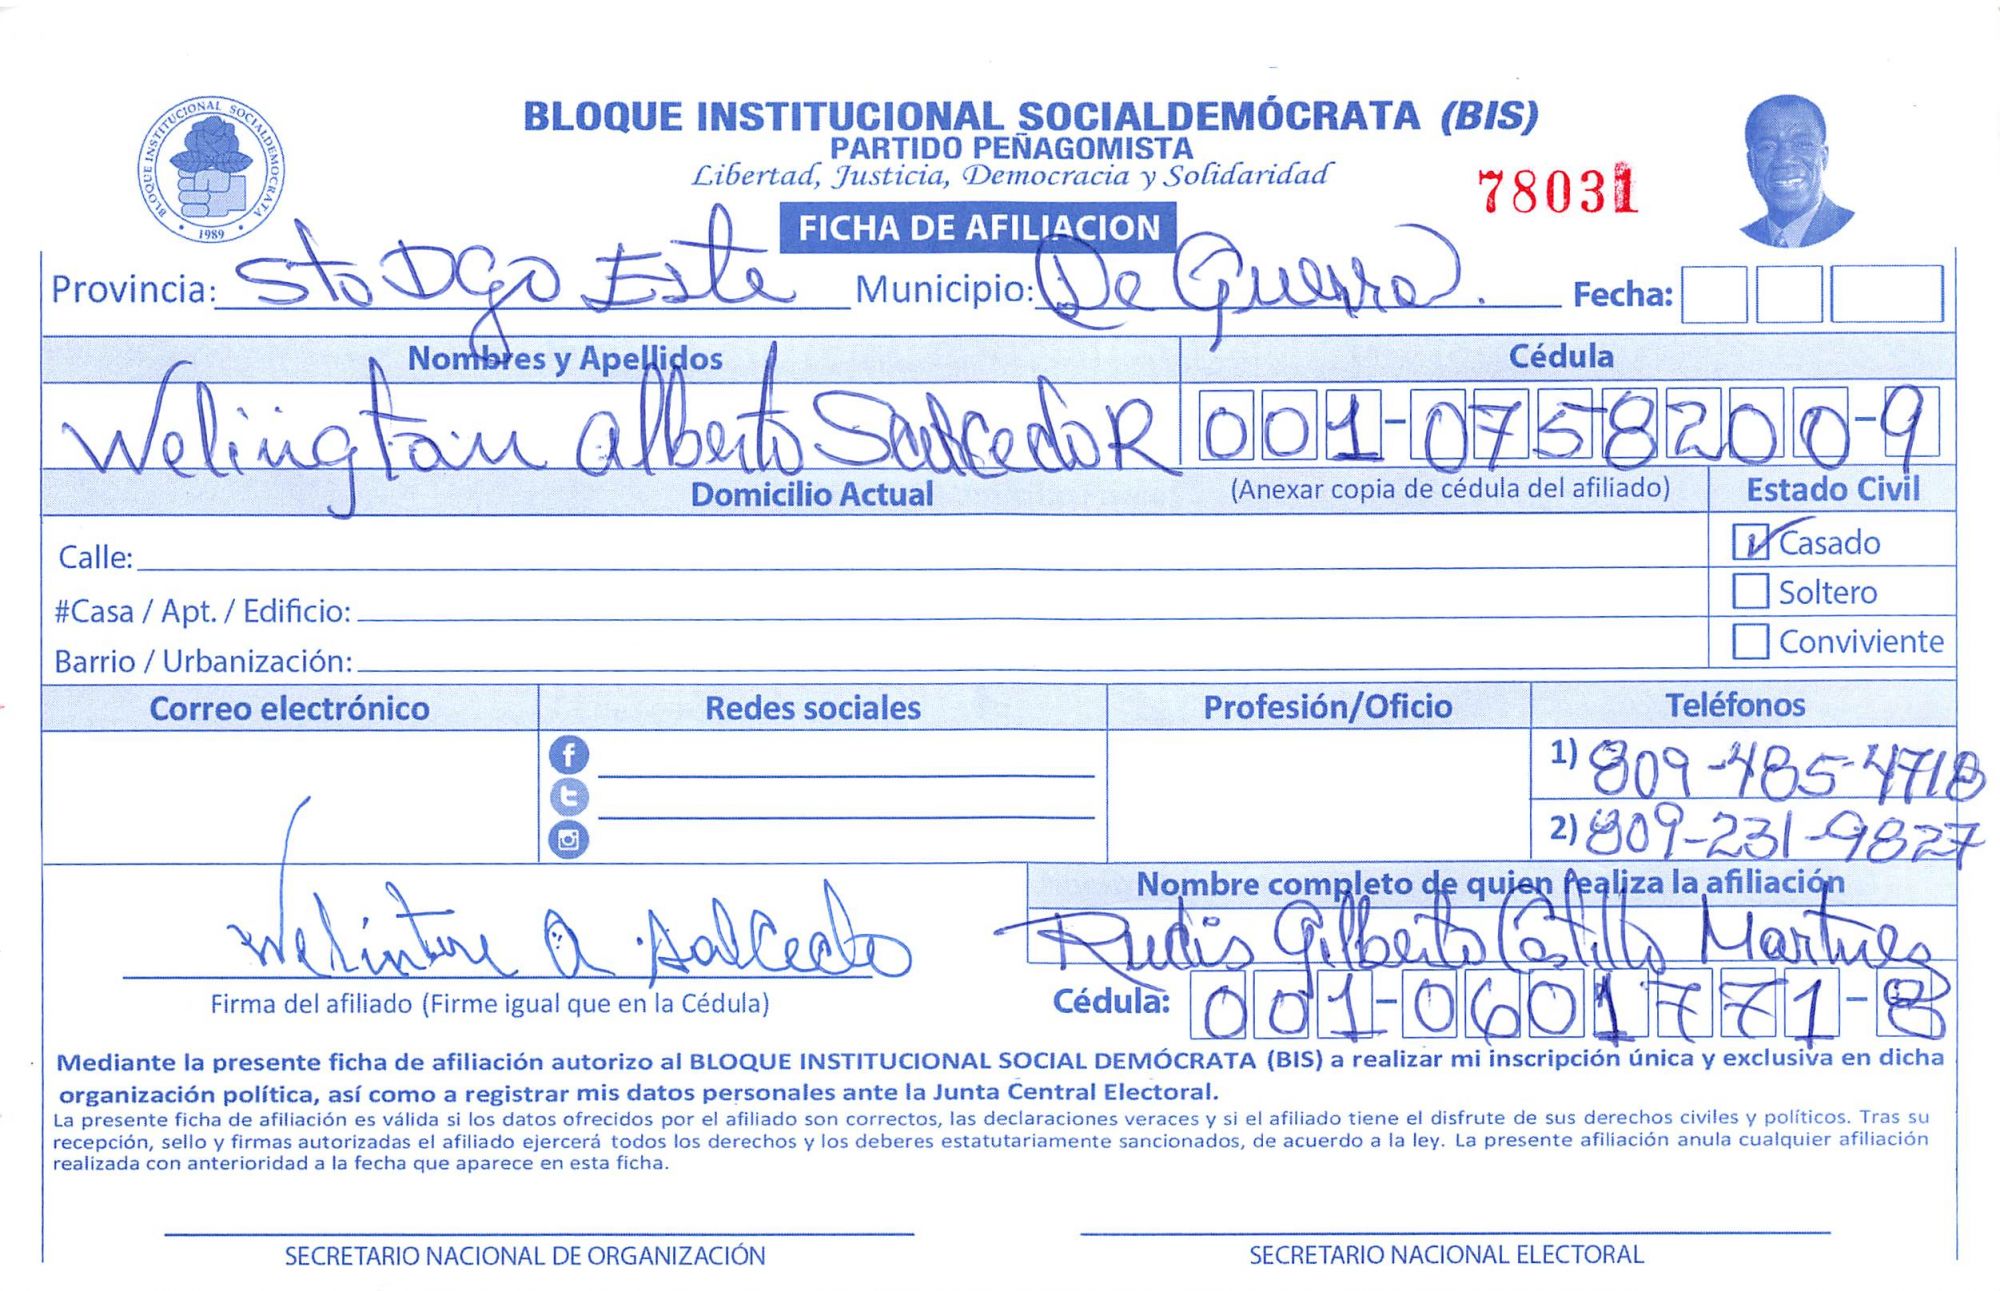 BLOQUE INSTITUCIONAL SOCIALDEMÓCRATA (BIS)
BLOQUE INSTITUCIONAL SOCIALDEMOCRATA
1989
PARTIDO PEÑAGOMISTA
Libertad, Justicia, Democracia y Solidaridad
78031
FICHA DE AFILIACION
Provincia: Sto Dgo Este Municipio: De Guerra. Fecha:
Nombres y Apellidos Cédula
Welington Alberto Salcedo R 001-0758200-9
Domicilio Actual (Anexar copia de cédula del afiliado) Estado Civil
Calle: Casado
#Casa / Apt. / Edificio: Soltero
Barrio / Urbanización: Conviviente
Correo electrónico Redes sociales Profesión/Oficio Teléfonos
1) 809-485-4718
2) 809-231-9827
Nombre completo de quien realiza la afiliación
Welintore A Salcedo Rudis Gilberto Castillo Martines
Firma del afiliado (Firme igual que en la Cédula) Cédula: 001-0601771-8
Mediante la presente ficha de afiliación autorizo al BLOQUE INSTITUCIONAL SOCIAL DEMÓCRATA (BIS) a realizar mi inscripción única y exclusiva en dicha
organización política, así como a registrar mis datos personales ante la Junta Central Electoral.
La presente ficha de afiliación es válida si los datos ofrecidos por el afiliado son correctos, las declaraciones veraces y si el afiliado tiene el disfrute de sus derechos civiles y políticos. Tras su
recepción, sello y firmas autorizadas el afiliado ejercerá todos los derechos y los deberes estatutariamente sancionados, de acuerdo a la ley. La presente afiliación anula cualquier afiliación
realizada con anterioridad a la fecha que aparece en esta ficha.
SECRETARIO NACIONAL DE ORGANIZACIÓN SECRETARIO NACIONAL ELECTORAL